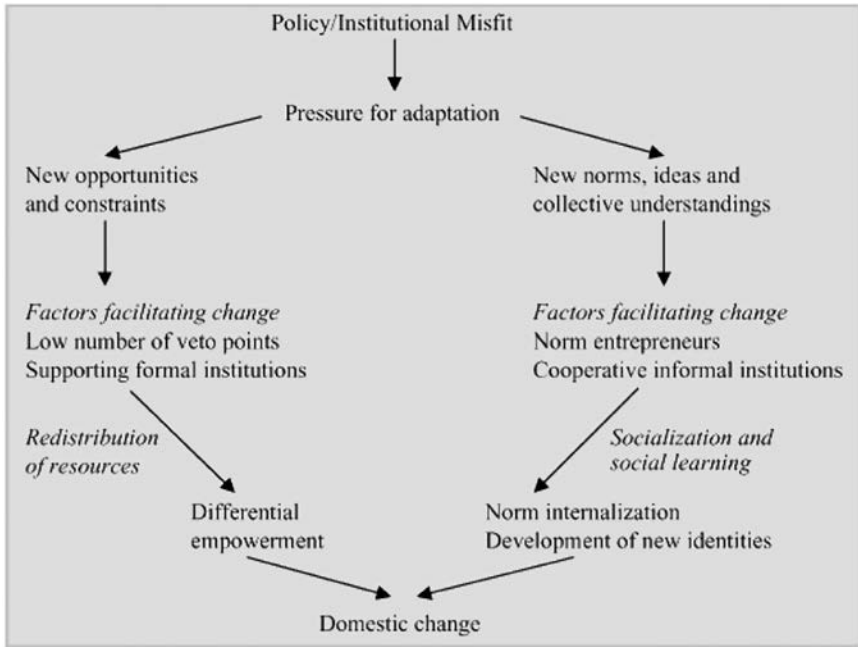 Policy/Institutional Misfit
Pressure for adaptation
New opportunities
and constraints
New norms, ideas and
collective understandings
Factors facilitating change
Low number of veto points
Supporting formal institutions
Factors facilitating change
Norm entrepreneurs
Cooperative informal institutions
Redistribution
of resources
Socialization and
social learning
Differential
empowerment
Norm internalization
Development of new identities
Domestic change